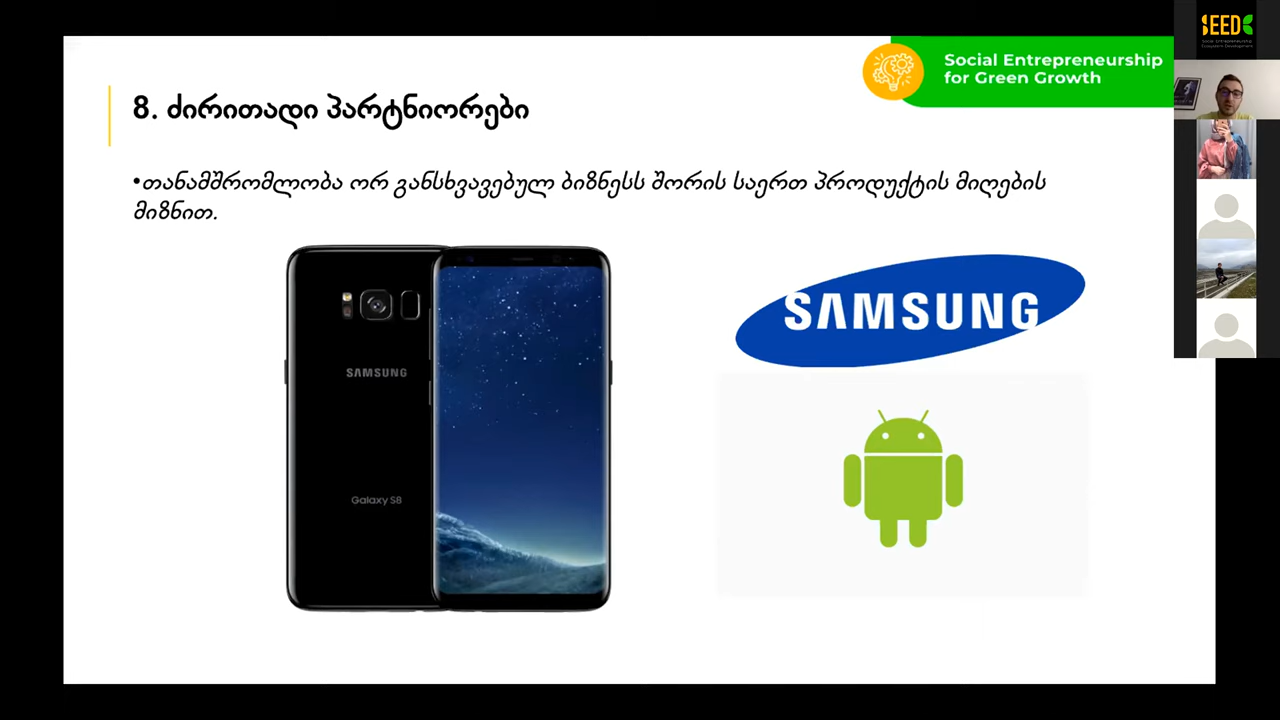 SEED
Social Entrepreneurship
for Green Growth
8. ძირითადი პარტნიორები
•თანამშრომლობა ორ განსხვავებულ ბიზნესს შორის საერთო პროდუქტის მიღების
მიზნით.
SAMSUNG
Galaxy S8
SAMSUNG